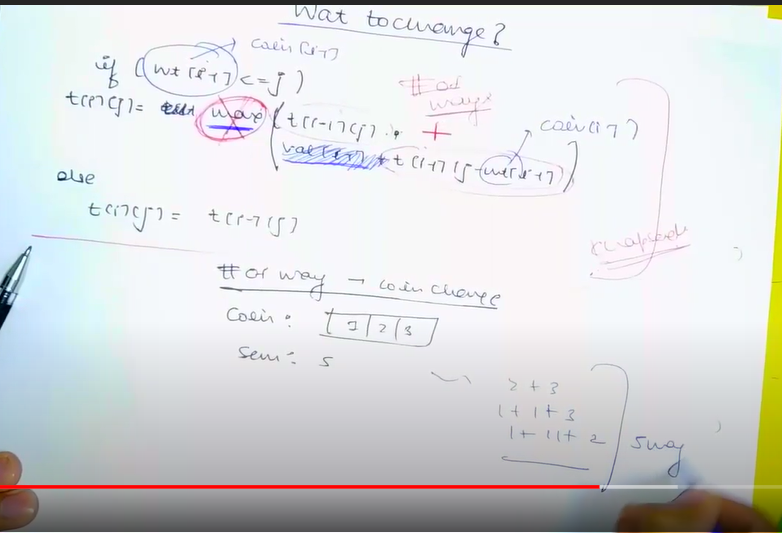 Wat to change?
coin[i-1]
if (wt[i-1] <= j)
# of ways
t[i][j] = max (t[i-1][j] +
coin[i-1]
val[i-1] + t[i-1][j-wt[i-1]])
else
t[i][j] = t[i-1][j]
knapsack
# of way → coin change
Coin: 1 2 3
Sum: 5
2 + 3
1 + 1 + 3
1 + 1 1 + 2
5 way